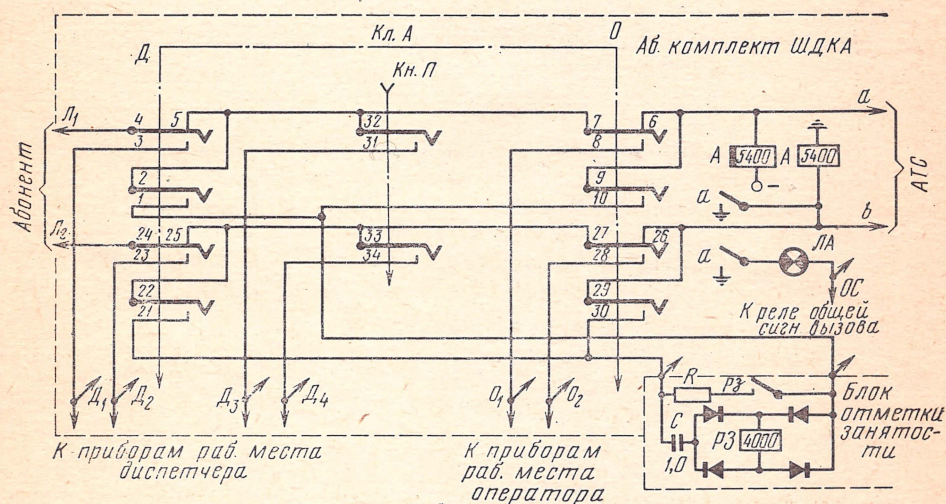 Кл. А
О
Аб. комплект ШДКА
Д
Кн. П
Л₁
4
5
32
7
6
а
3
31
8
А
5400
А
5400
2
9
1
10
а
Абонент
АТС
Л₂
24
25
33
27
26
b
23
34
28
а
ЛА
22
29
ОС
21
30
К реле общей
сигн вызова
Д₁
Д₂
Д₃
Д₄
О₁
О₂
R
РЗ
Блок
отметки
занятос-
ти
С
РЗ
4000
1,0
К приборам раб. места
диспетчера
К приборам
раб. места
оператора